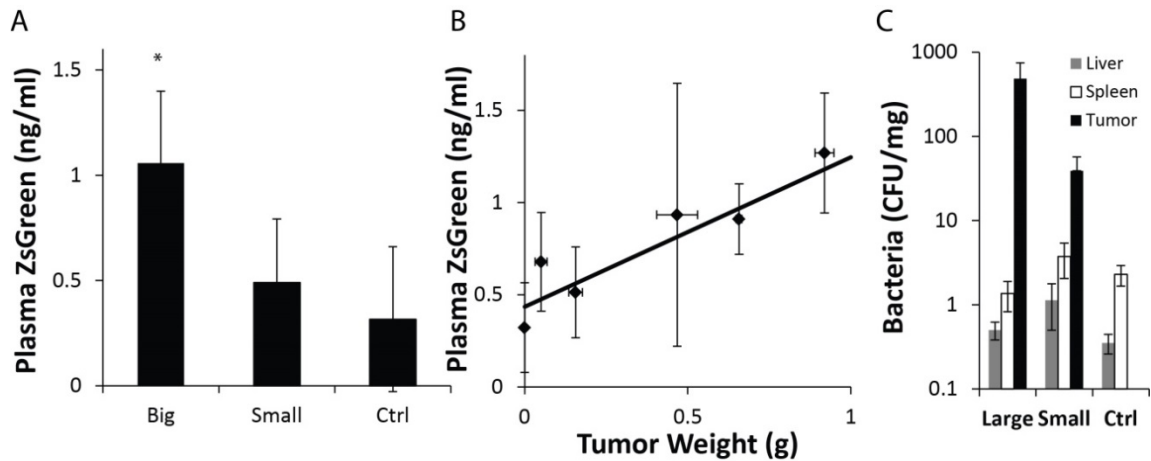 A
Plasma ZsGreen (ng/ml)
1.5
1
0.5
0
*
Big Small Ctrl
B
Plasma ZsGreen (ng/ml)
1.5
1
0.5
0
0 0.5 1
Tumor Weight (g)
C
Bacteria (CFU/mg)
1000
100
10
1
0.1
Liver
Spleen
Tumor
Large Small Ctrl